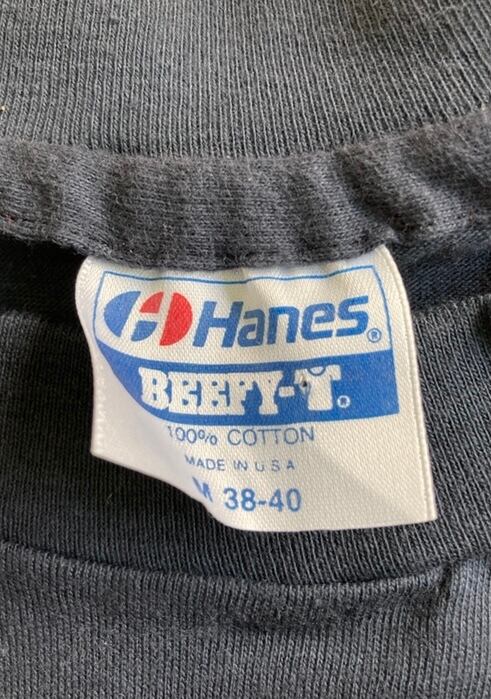 Hanes®
BEEFY-T®
100% COTTON
MADE IN U S A
M 38-40